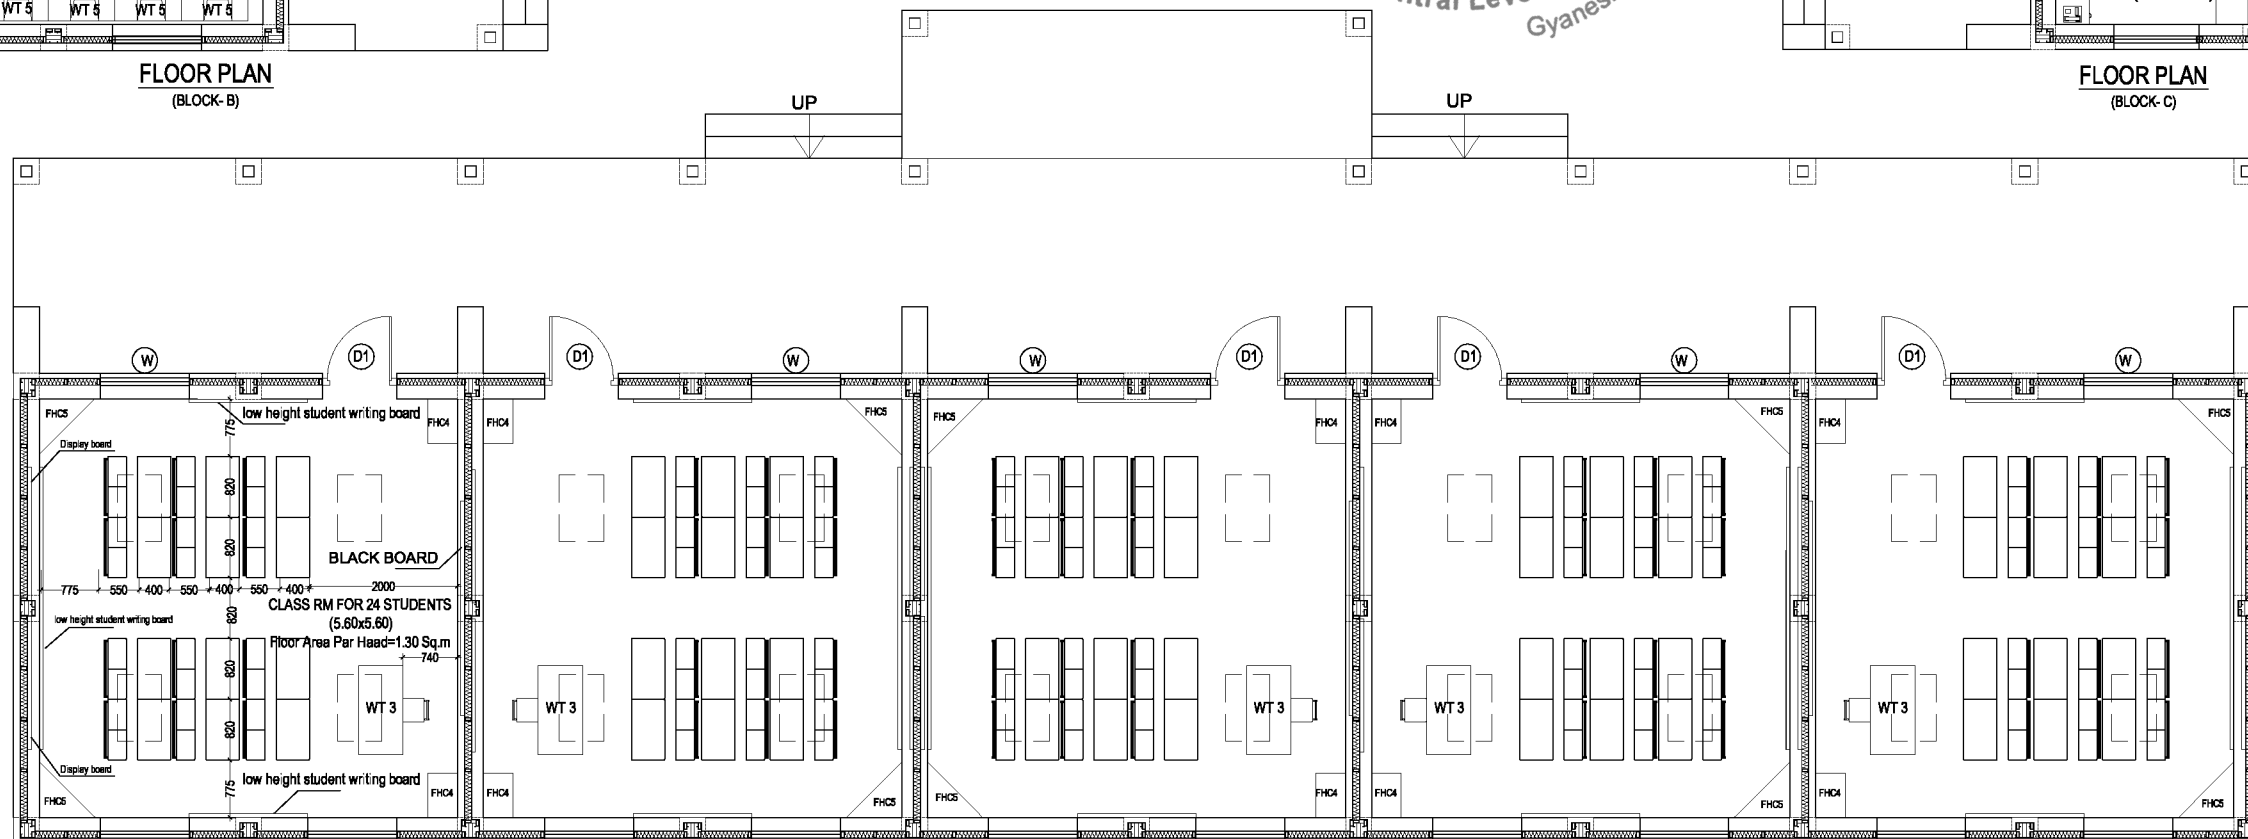 WT 5 WT 5 WT 5 WT 5
Gyanes
FLOOR PLAN
(BLOCK- B)
FLOOR PLAN
(BLOCK- C)
UP
UP
W D1 D1 W W D1 D1 W D1 W
FHC5 low height student writing board FHC4 FHC4 FHC5 FHC5 FHC4 FHC4 FHC5 FHC4 FHC5
775
Display board
820
820
BLACK BOARD
775 550 400 550 400 550 400 2000
CLASS RM FOR 24 STUDENTS
820
low height student writing board
(5.60x5.60)
Floor Area Par Haad=1.30 Sq.m
740
820
WT 3 WT 3 WT 3 WT 3 WT 3
820
Display board
low height student writing board
775
FHC5 FHC4 FHC4 FHC5 FHC5 FHC4 FHC4 FHC5 FHC4 FHC5